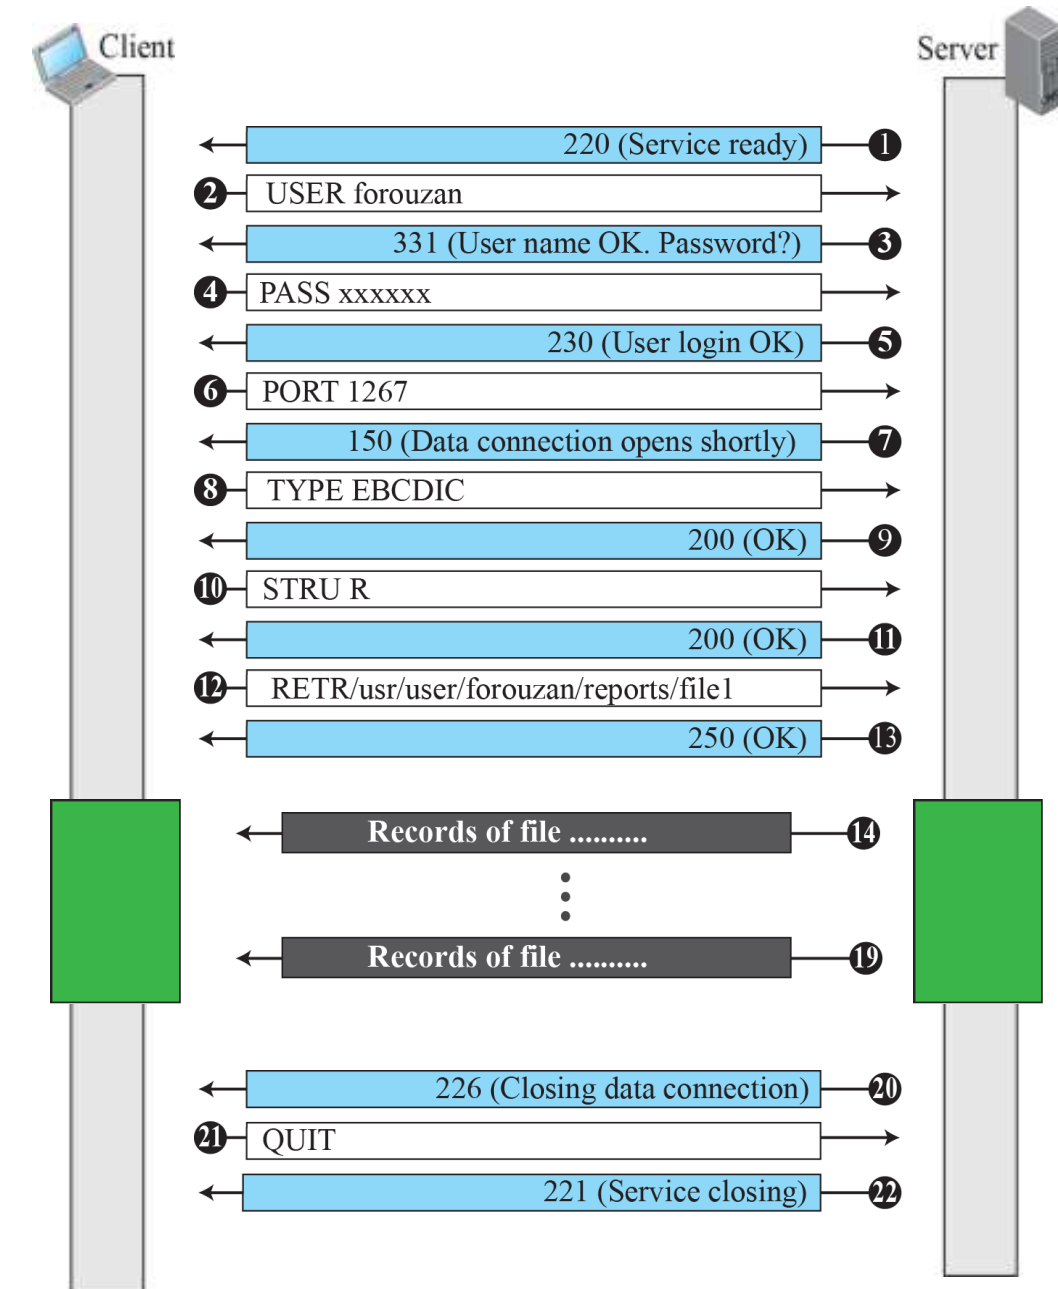 Client
Server
220 (Service ready) 1
2 USER forouzan
331 (User name OK. Password?) 3
4 PASS xxxxxx
230 (User login OK) 5
6 PORT 1267
150 (Data connection opens shortly) 7
8 TYPE EBCDIC
200 (OK) 9
10 STRU R
200 (OK) 11
12 RETR/usr/user/forouzan/reports/file1
250 (OK) 13
Records of file .......... 14
Records of file .......... 19
226 (Closing data connection) 20
21 QUIT
221 (Service closing) 22